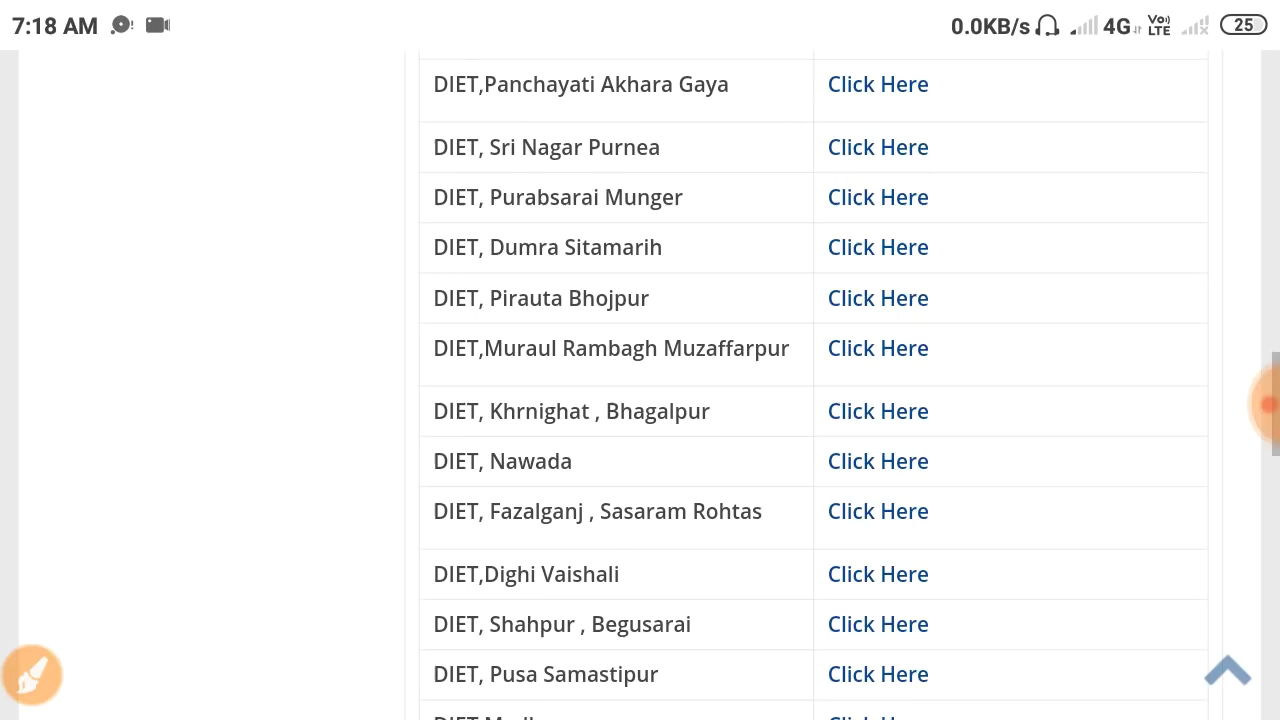 7:18 AM 0.0KB/s 4G Vo) LTE 25
DIET,Panchayati Akhara Gaya Click Here
DIET, Sri Nagar Purnea Click Here
DIET, Purabsarai Munger Click Here
DIET, Dumra Sitamarih Click Here
DIET, Pirauta Bhojpur Click Here
DIET,Muraul Rambagh Muzaffarpur Click Here
DIET, Khrnighat , Bhagalpur Click Here
DIET, Nawada Click Here
DIET, Fazalganj , Sasaram Rohtas Click Here
DIET,Dighi Vaishali Click Here
DIET, Shahpur , Begusarai Click Here
DIET, Pusa Samastipur Click Here